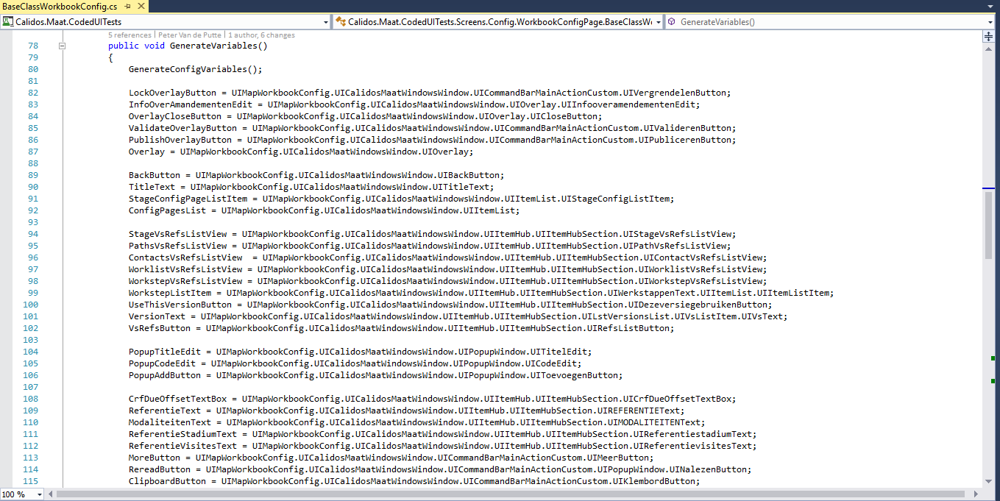 BaseClassWorkbookConfig.cs
Calidos.Maat.CodedUITests
Calidos.Maat.CodedUITests.Screens.Config.WorkbookConfigPage.BaseClassW
GenerateVariables()
5 references | Peter Van de Putte | 1 author, 6 changes
78 public void GenerateVariables()
79 {
80 GenerateConfigVariables();
81
82 LockOverlayButton = UIMapWorkbookConfig.UICalidosMaatWindowsWindow.UICommandBarMainActionCustom.UIVergrendelenButton;
83 InfoOverAmandementenEdit = UIMapWorkbookConfig.UICalidosMaatWindowsWindow.UIOverlay.UIInfooveramendementenEdit;
84 OverlayCloseButton = UIMapWorkbookConfig.UICalidosMaatWindowsWindow.UIOverlay.UICloseButton;
85 ValidateOverlayButton = UIMapWorkbookConfig.UICalidosMaatWindowsWindow.UICommandBarMainActionCustom.UIValiderenButton;
86 PublishOverlayButton = UIMapWorkbookConfig.UICalidosMaatWindowsWindow.UICommandBarMainActionCustom.UIPublicerenButton;
87 Overlay = UIMapWorkbookConfig.UICalidosMaatWindowsWindow.UIOverlay;
88
89 BackButton = UIMapWorkbookConfig.UICalidosMaatWindowsWindow.UIBackButton;
90 TitleText = UIMapWorkbookConfig.UICalidosMaatWindowsWindow.UITitleText;
91 StageConfigPageListItem = UIMapWorkbookConfig.UICalidosMaatWindowsWindow.UIItemList.UIStageConfigListItem;
92 ConfigPagesList = UIMapWorkbookConfig.UICalidosMaatWindowsWindow.UIItemList;
93
94 StageVsRefsListView = UIMapWorkbookConfig.UICalidosMaatWindowsWindow.UIItemHub.UIItemHubSection.UIStageVsRefsListView;
95 PathsVsRefsListView = UIMapWorkbookConfig.UICalidosMaatWindowsWindow.UIItemHub.UIItemHubSection.UIPathVsRefsListView;
96 ContactsVsRefsListView  = UIMapWorkbookConfig.UICalidosMaatWindowsWindow.UIItemHub.UIItemHubSection.UIContactVsRefsListView;
97 WorklistVsRefsListView = UIMapWorkbookConfig.UICalidosMaatWindowsWindow.UIItemHub.UIItemHubSection.UIWorklistVsRefsListView;
98 WorkstepVsRefsListView = UIMapWorkbookConfig.UICalidosMaatWindowsWindow.UIItemHub.UIItemHubSection.UIWorkstepVsRefsListView;
99 WorkstepListItem = UIMapWorkbookConfig.UICalidosMaatWindowsWindow.UIItemHub.UIItemHubSection.UIWerkstappenText.UIItemList.UIItemListItem;
100 UseThisVersionButton = UIMapWorkbookConfig.UICalidosMaatWindowsWindow.UIItemHub.UIItemHubSection.UIDezeversiegebruikenButton;
101 VersionText = UIMapWorkbookConfig.UICalidosMaatWindowsWindow.UIItemHub.UIItemHubSection.UILstVersionsList.UIVsListItem.UIVsText;
102 VsRefsButton = UIMapWorkbookConfig.UICalidosMaatWindowsWindow.UIItemHub.UIItemHubSection.UIRefsListButton;
103
104 PopupTitleEdit = UIMapWorkbookConfig.UICalidosMaatWindowsWindow.UIPopupWindow.UITitelEdit;
105 PopupCodeEdit = UIMapWorkbookConfig.UICalidosMaatWindowsWindow.UIPopupWindow.UICodeEdit;
106 PopupAddButton = UIMapWorkbookConfig.UICalidosMaatWindowsWindow.UIPopupWindow.UIToevoegenButton;
107
108 CrfDueOffsetTextBox = UIMapWorkbookConfig.UICalidosMaatWindowsWindow.UIItemHub.UIItemHubSection.UICrfDueOffsetTextBox;
109 ReferentieText = UIMapWorkbookConfig.UICalidosMaatWindowsWindow.UIItemHub.UIItemHubSection.UIREFERENTIEText;
110 ModaliteitenText = UIMapWorkbookConfig.UICalidosMaatWindowsWindow.UIItemHub.UIItemHubSection.UIMODALITEITENText;
111 ReferentieStadiumText = UIMapWorkbookConfig.UICalidosMaatWindowsWindow.UIItemHub.UIItemHubSection.UIReferentiestadiumText;
112 ReferentieVisitesText = UIMapWorkbookConfig.UICalidosMaatWindowsWindow.UIItemHub.UIItemHubSection.UIReferentievisitesText;
113 MoreButton = UIMapWorkbookConfig.UICalidosMaatWindowsWindow.UICommandBarMainActionCustom.UIMeerButton;
114 RereadButton = UIMapWorkbookConfig.UICalidosMaatWindowsWindow.UICommandBarMainActionCustom.UIPopupWindow.UINalezenButton;
115 ClipboardButton = UIMapWorkbookConfig.UICalidosMaatWindowsWindow.UICommandBarMainActionCustom.UIKlembordButton;
100 %